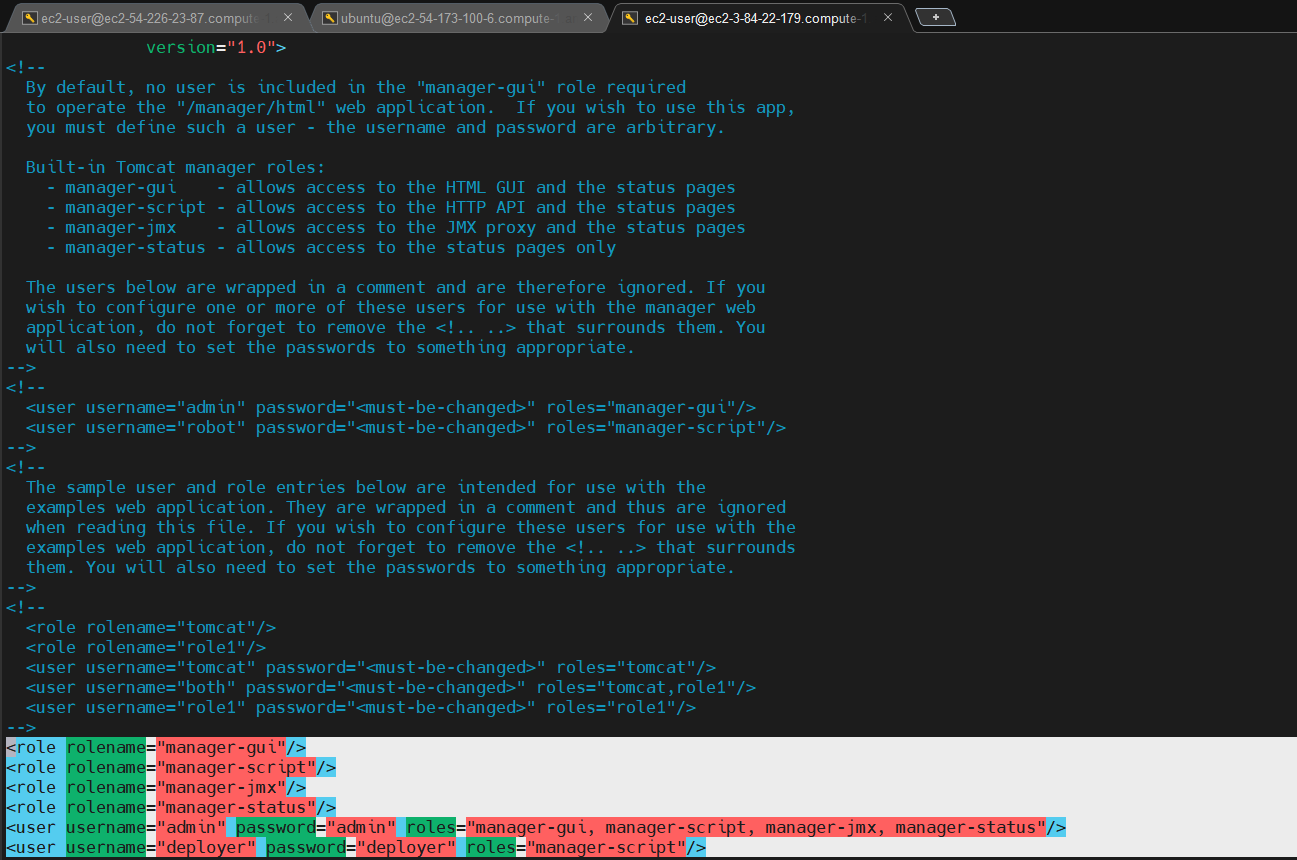 ec2-user@ec2-54-226-23-87.compute-1
ubuntu@ec2-54-173-100-6.compute-1
ec2-user@ec2-3-84-22-179.compute-1
version="1.0">
<!--
  By default, no user is included in the "manager-gui" role required
  to operate the "/manager/html" web application.  If you wish to use this app,
  you must define such a user - the username and password are arbitrary.

  Built-in Tomcat manager roles:
    - manager-gui    - allows access to the HTML GUI and the status pages
    - manager-script - allows access to the HTTP API and the status pages
    - manager-jmx    - allows access to the JMX proxy and the status pages
    - manager-status - allows access to the status pages only

  The users below are wrapped in a comment and are therefore ignored. If you
  wish to configure one or more of these users for use with the manager web
  application, do not forget to remove the <!.. ..> that surrounds them. You
  will also need to set the passwords to something appropriate.
-->
<!--
  <user username="admin" password="<must-be-changed>" roles="manager-gui"/>
  <user username="robot" password="<must-be-changed>" roles="manager-script"/>
-->
<!--
  The sample user and role entries below are intended for use with the
  examples web application. They are wrapped in a comment and thus are ignored
  when reading this file. If you wish to configure these users for use with the
  examples web application, do not forget to remove the <!.. ..> that surrounds
  them. You will also need to set the passwords to something appropriate.
-->
<!--
  <role rolename="tomcat"/>
  <role rolename="role1"/>
  <user username="tomcat" password="<must-be-changed>" roles="tomcat"/>
  <user username="both" password="<must-be-changed>" roles="tomcat,role1"/>
  <user username="role1" password="<must-be-changed>" roles="role1"/>
-->
<role rolename="manager-gui"/>
<role rolename="manager-script"/>
<role rolename="manager-jmx"/>
<role rolename="manager-status"/>
<user username="admin" password="admin" roles="manager-gui, manager-script, manager-jmx, manager-status"/>
<user username="deployer" password="deployer" roles="manager-script"/>